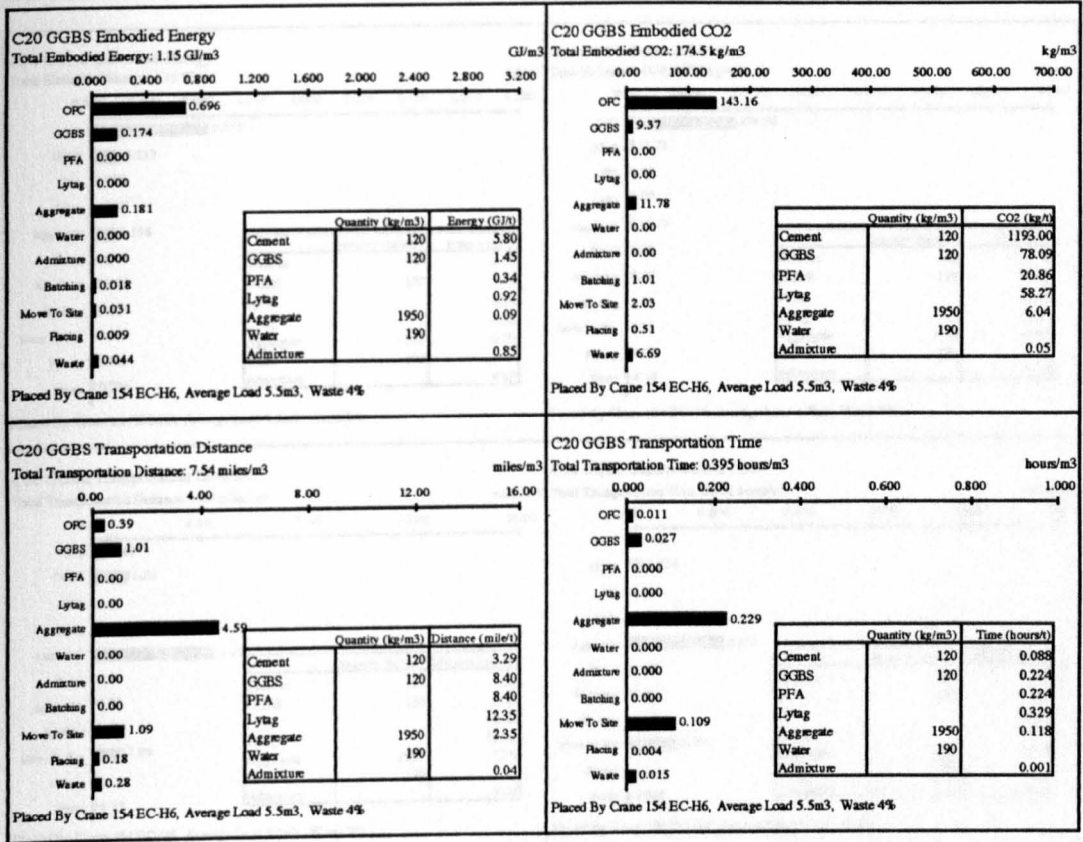 C20 GGBS Embodied Energy
Total Embodied Energy: 1.15 GJ/m3 GJ/m3
0.000 0.400 0.800 1.200 1.600 2.000 2.400 2.800 3.200
OPC 0.696
GGBS 0.174
PFA 0.000
Lytag 0.000
Aggregate 0.181
Water 0.000
Admixture 0.000
Batching 0.018
Move To Site 0.031
Placing 0.009
Waste 0.044
Quantity (kg/m3) Energy (GJ/t)
Cement 120 5.80
GGBS 120 1.45
PFA 0.34
Lytag 0.92
Aggregate 1950 0.09
Water 190
Admixture 0.85
Placed By Crane 154 EC-H6, Average Load 5.5m3, Waste 4%
C20 GGBS Embodied CO2
Total Embodied CO2: 174.5 kg/m3 kg/m3
0.00 100.00 200.00 300.00 400.00 500.00 600.00 700.00
OPC 143.16
GGBS 9.37
PFA 0.00
Lytag 0.00
Aggregate 11.78
Water 0.00
Admixture 0.00
Batching 1.01
Move To Site 2.03
Placing 0.51
Waste 6.69
Quantity (kg/m3) CO2 (kg/t)
Cement 120 1193.00
GGBS 120 78.09
PFA 20.86
Lytag 58.27
Aggregate 1950 6.04
Water 190
Admixture 0.05
Placed By Crane 154 EC-H6, Average Load 5.5m3, Waste 4%
C20 GGBS Transportation Distance
Total Transportation Distance: 7.54 miles/m3 miles/m3
0.00 4.00 8.00 12.00 16.00
OPC 0.39
GGBS 1.01
PFA 0.00
Lytag 0.00
Aggregate 4.59
Water 0.00
Admixture 0.00
Batching 0.00
Move To Site 1.09
Placing 0.18
Waste 0.28
Quantity (kg/m3) Distance (mile/t)
Cement 120 3.29
GGBS 120 8.40
PFA 8.40
Lytag 12.35
Aggregate 1950 2.35
Water 190
Admixture 0.04
Placed By Crane 154 EC-H6, Average Load 5.5m3, Waste 4%
C20 GGBS Transportation Time
Total Transportation Time: 0.395 hours/m3 hours/m3
0.000 0.200 0.400 0.600 0.800 1.000
OPC 0.011
GGBS 0.027
PFA 0.000
Lytag 0.000
Aggregate 0.229
Water 0.000
Admixture 0.000
Batching 0.000
Move To Site 0.109
Placing 0.004
Waste 0.015
Quantity (kg/m3) Time (hours/t)
Cement 120 0.088
GGBS 120 0.224
PFA 0.224
Lytag 0.329
Aggregate 1950 0.118
Water 190
Admixture 0.001
Placed By Crane 154 EC-H6, Average Load 5.5m3, Waste 4%